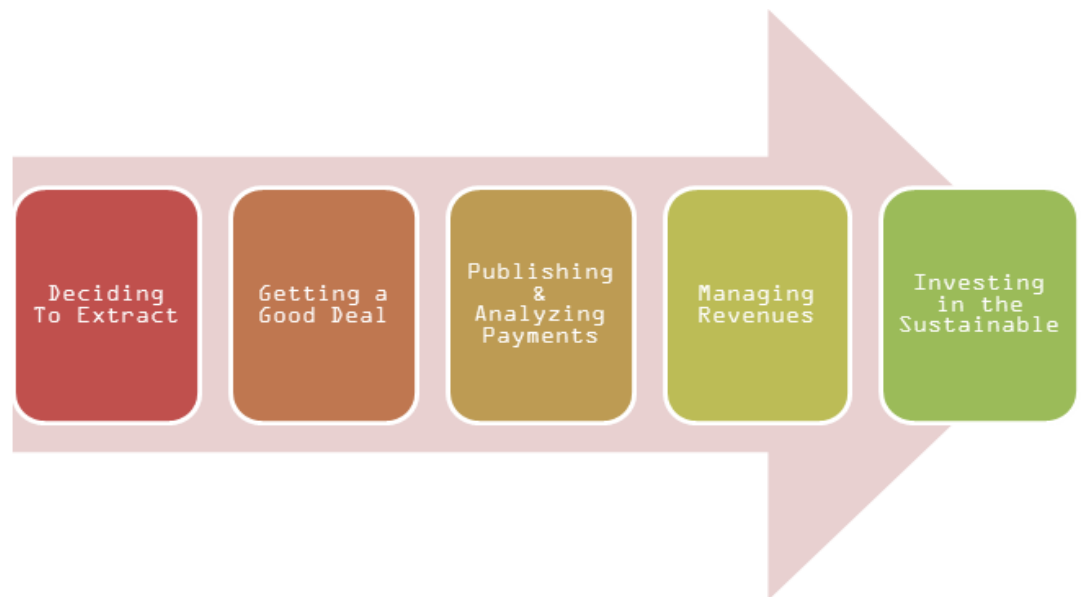 Deciding
To Extract
Getting a
Good Deal
Publishing
&
Analyzing
Payments
Managing
Revenues
Investing
in the
Sustainable